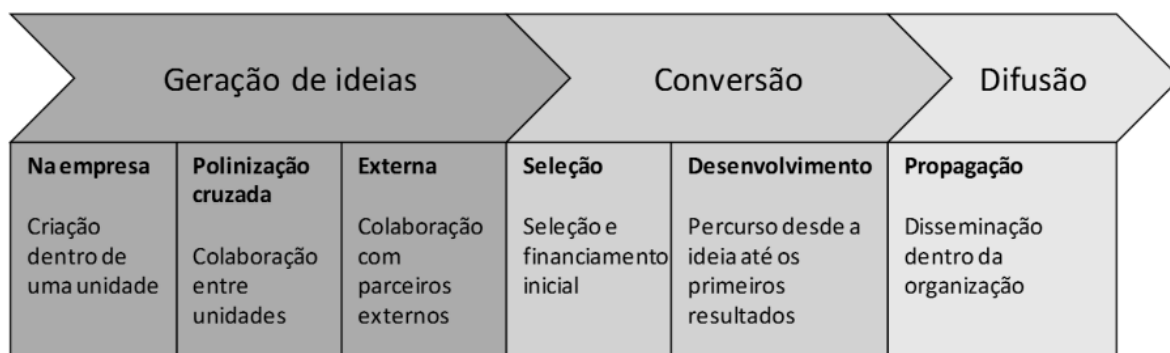 Geração de ideias
Conversão
Difusão
Na empresa
Criação
dentro de
uma unidade
Polinização
cruzada
Colaboração
entre
unidades
Externa
Colaboração
com
parceiros
externos
Seleção
Seleção e
financiamento
inicial
Desenvolvimento
Percurso desde a
ideia até os
primeiros
resultados
Propagação
Disseminação
dentro da
organização